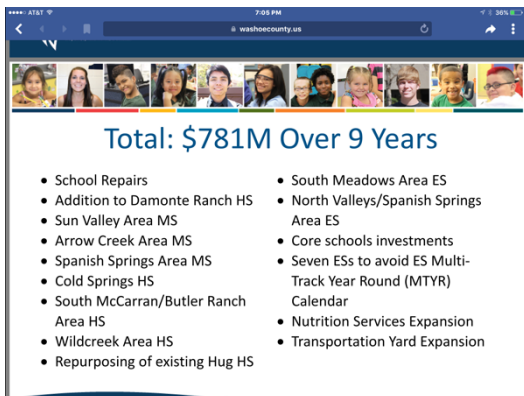 AT&T
7:05 PM
36%
washoecounty.us
Total: $781M Over 9 Years
• School Repairs
• Addition to Damonte Ranch HS
• Sun Valley Area MS
• Arrow Creek Area MS
• Spanish Springs Area MS
• Cold Springs HS
• South McCarran/Butler Ranch
Area HS
• Wildcreek Area HS
• Repurposing of existing Hug HS
• South Meadows Area ES
• North Valleys/Spanish Springs
Area ES
• Core schools investments
• Seven ESs to avoid ES Multi-
Track Year Round (MTYR)
Calendar
• Nutrition Services Expansion
• Transportation Yard Expansion